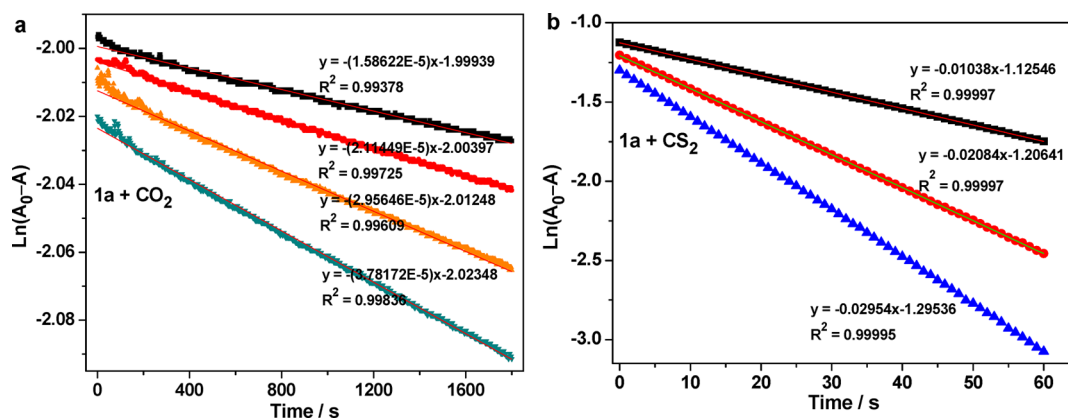 a
Ln(A₀–A)
-2.00
-2.02
-2.04
-2.06
-2.08
y = -(1.58622E-5)x-1.99939
R² = 0.99378
y = -(2.11449E-5)x-2.00397
R² = 0.99725
1a + CO₂
y = -(2.95646E-5)x-2.01248
R² = 0.99609
y = -(3.78172E-5)x-2.02348
R² = 0.99836
0 400 800 1200 1600
Time / s
b
Ln(A₀–A)
-1.0
-1.5
-2.0
-2.5
-3.0
y = -0.01038x-1.12546
R² = 0.99997
1a + CS₂
y = -0.02084x-1.20641
R² = 0.99997
y = -0.02954x-1.29536
R² = 0.99995
0 10 20 30 40 50 60
Time / s